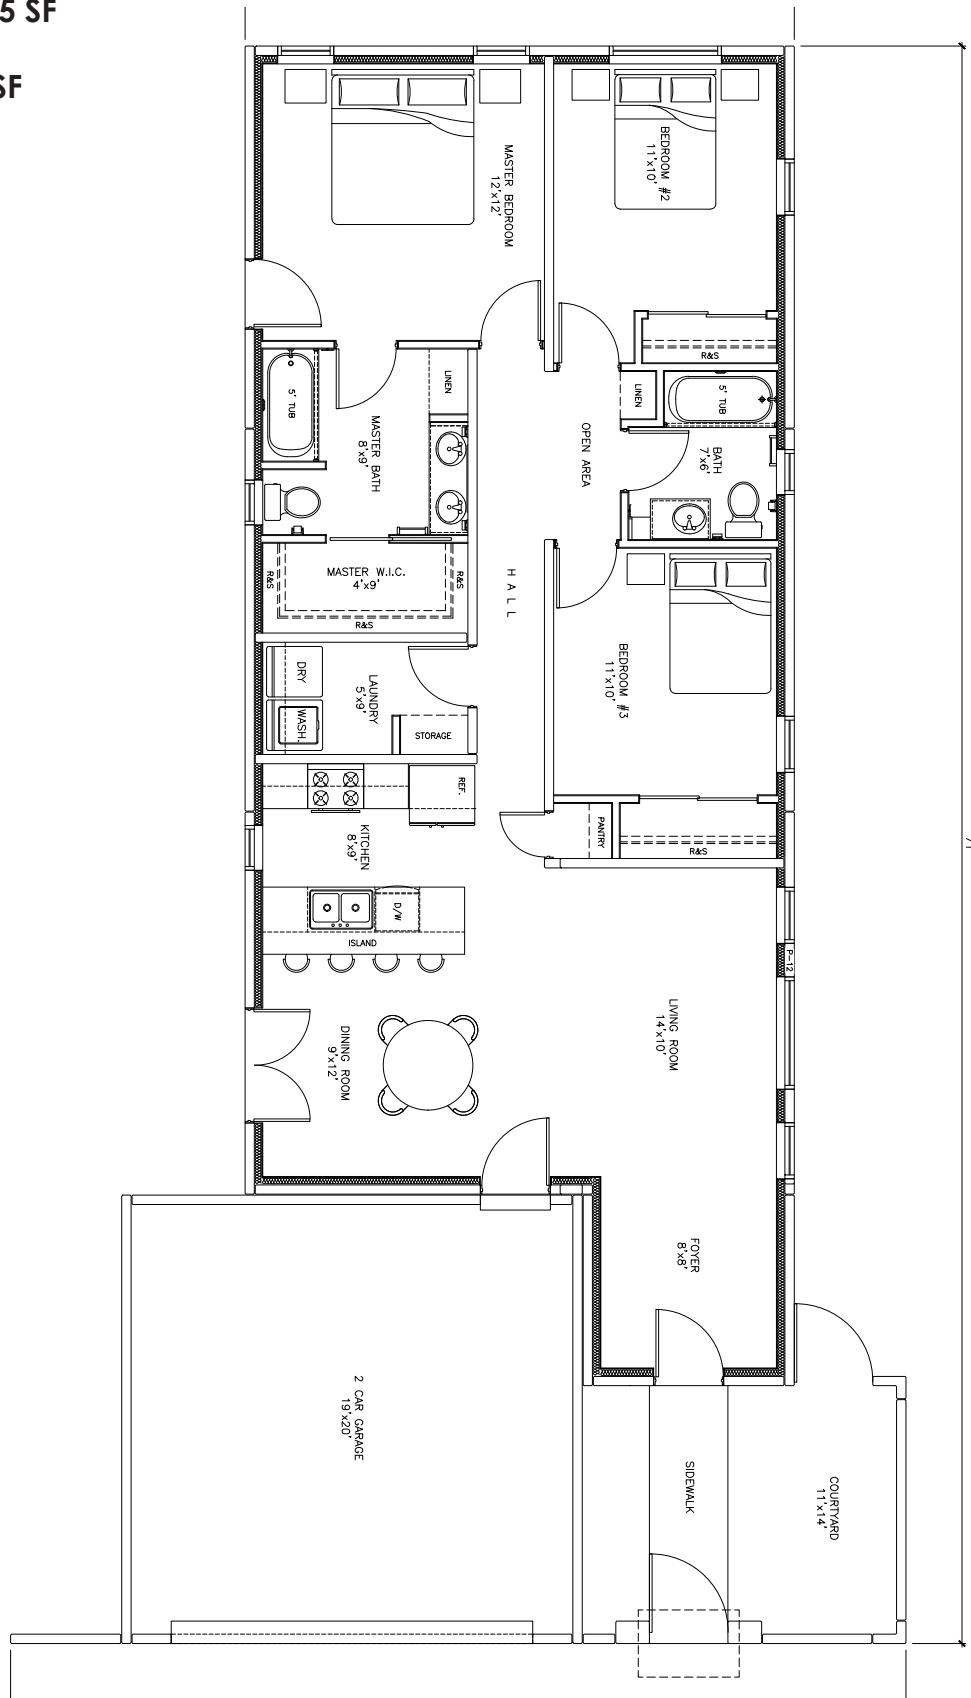 5 SF
SF
MASTER BEDROOM
12'x12'
BEDROOM #2
11'x10'
R&S
5' TUB
LINEN
LINEN
5' TUB
MASTER BATH
8'x9'
OPEN AREA
BATH
7'x6'
MASTER W.I.C.
4'x9'
R&S
R&S
R&S
HALL
DRY
WASH.
LAUNDRY
5'x9'
STORAGE
BEDROOM #3
11'x10'
REF.
KITCHEN
8'x9'
PANTRY
R&S
D/W
ISLAND
P-12
DINING ROOM
9'x12'
LIVING ROOM
14'x10'
FOYER
8'x8'
2 CAR GARAGE
19'x20'
SIDEWALK
COURTYARD
11'x14'